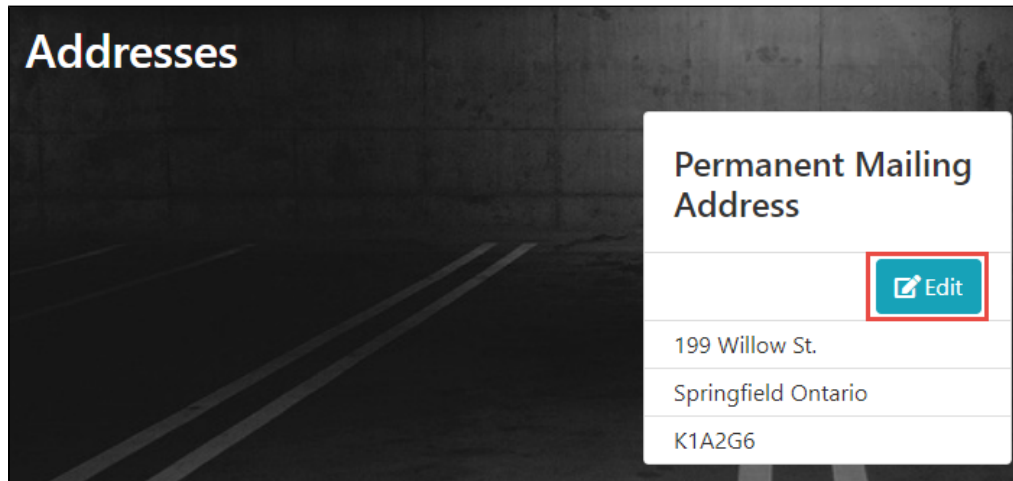 Addresses
Permanent Mailing
Address
Edit
199 Willow St.
Springfield Ontario
K1A2G6